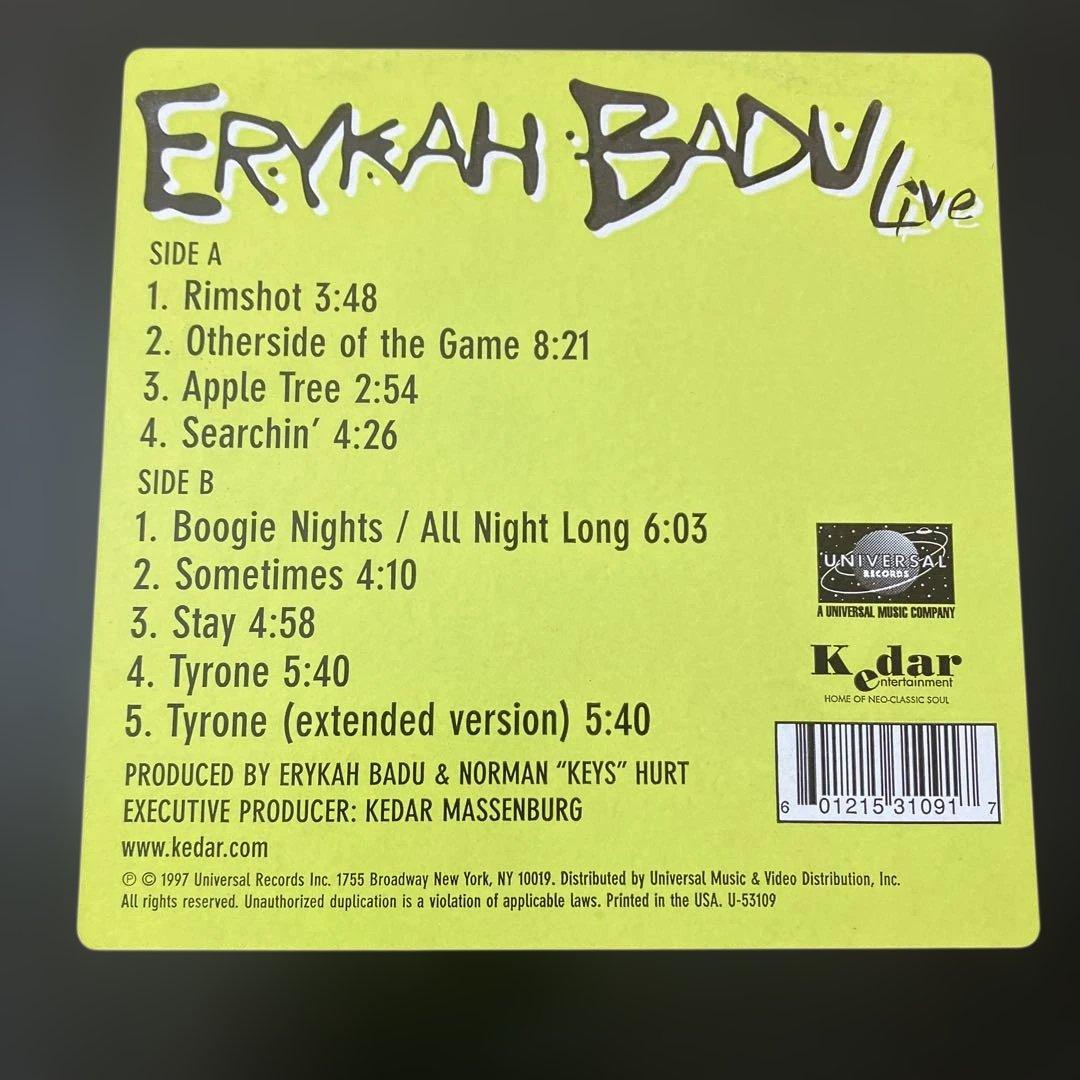 ERYKAH BADU Live
SIDE A
1. Rimshot 3:48
2. Otherside of the Game 8:21
3. Apple Tree 2:54
4. Searchin’ 4:26
SIDE B
1. Boogie Nights / All Night Long 6:03
2. Sometimes 4:10
3. Stay 4:58
4. Tyrone 5:40
5. Tyrone (extended version) 5:40
PRODUCED BY ERYKAH BADU & NORMAN “KEYS” HURT
EXECUTIVE PRODUCER: KEDAR MASSENBURG
www.kedar.com
℗ © 1997 Universal Records Inc. 1755 Broadway New York, NY 10019. Distributed by Universal Music & Video Distribution, Inc.
All rights reserved. Unauthorized duplication is a violation of applicable laws. Printed in the USA. U-53109
UNIVERSAL
RECORDS
A UNIVERSAL MUSIC COMPANY
Kedar
entertainment
HOME OF NEO-CLASSIC SOUL
6 01215 31091 7